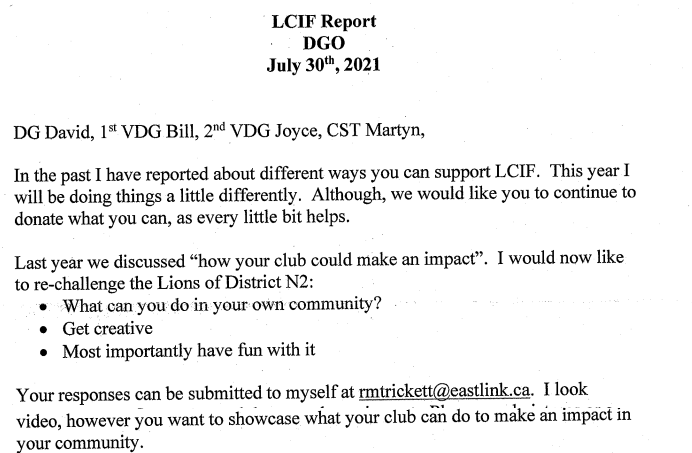 LCIF Report
DGO
July 30th, 2021
DG David, 1st VDG Bill, 2nd VDG Joyce, CST Martyn,
In the past I have reported about different ways you can support LCIF. This year I
will be doing things a little differently. Although, we would like you to continue to
donate what you can, as every little bit helps.
Last year we discussed “how your club could make an impact”. I would now like
to re-challenge the Lions of District N2:
• What can you do in your own community?
• Get creative
• Most importantly have fun with it
Your responses can be submitted to myself at rmtrickett@eastlink.ca. I look
video, however you want to showcase what your club can do to make an impact in
your community.